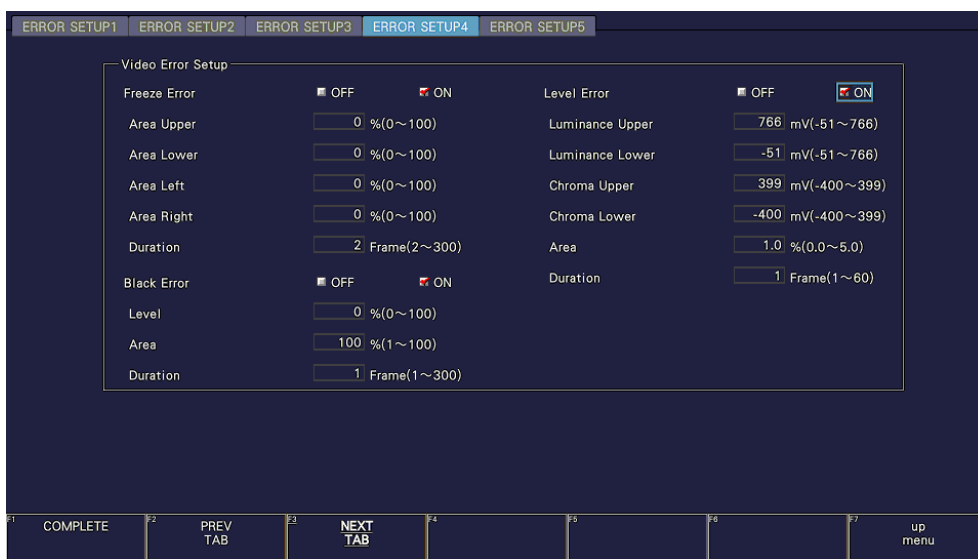 ERROR SETUP1 ERROR SETUP2 ERROR SETUP3 ERROR SETUP4 ERROR SETUP5
Video Error Setup
Freeze Error OFF ON
Area Upper 0 %(0～100)
Area Lower 0 %(0～100)
Area Left 0 %(0～100)
Area Right 0 %(0～100)
Duration 2 Frame(2～300)
Black Error OFF ON
Level 0 %(0～100)
Area 100 %(1～100)
Duration 1 Frame(1～300)
Level Error OFF ON
Luminance Upper 766 mV(-51～766)
Luminance Lower -51 mV(-51～766)
Chroma Upper 399 mV(-400～399)
Chroma Lower -400 mV(-400～399)
Area 1.0 %(0.0～5.0)
Duration 1 Frame(1～60)
F1 COMPLETE
F2 PREV
TAB
F3 NEXT
TAB
F4
F5
F6
F7 up
menu